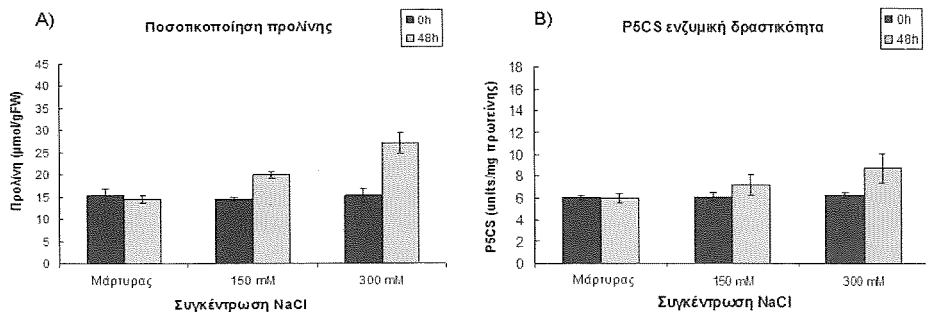 A)
Ποσοτικοποίηση προλίνης
0h
48h
Προλίνη (μmol/gFW)
45
40
35
30
25
20
15
10
5
0
Μάρτυρας
150 mM
300 mM
Συγκέντρωση NaCl
B)
P5CS ενζυμική δραστικότητα
0h
48h
P5CS (units/mg πρωτείνης)
18
16
14
12
10
8
6
4
2
0
Μάρτυρας
150 mM
300 mM
Συγκέντρωση NaCl